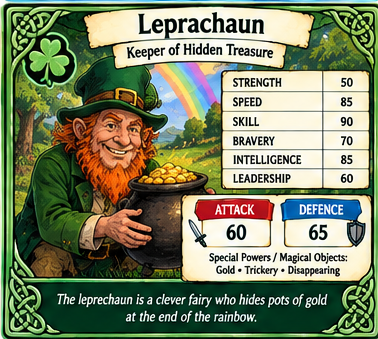 Leprachaun
Keeper of Hidden Treasure
STRENGTH 50
SPEED 85
SKILL 90
BRAVERY 70
INTELLIGENCE 85
LEADERSHIP 60
ATTACK DEFENCE
60 65
Special Powers / Magical Objects:
Gold • Trickery • Disappearing
The leprechaun is a clever fairy who hides pots of gold
at the end of the rainbow.